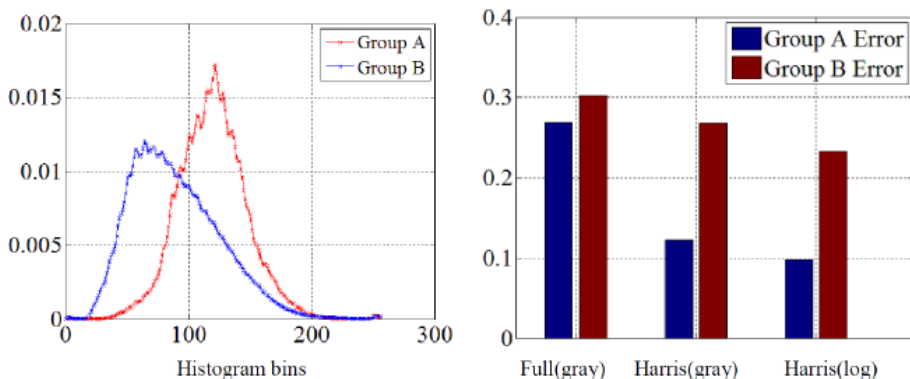 0.02
0.015
0.01
0.005
0
0
100
200
300
Group A
Group B
Histogram bins
0.4
0.3
0.2
0.1
0
Group A Error
Group B Error
Full(gray)
Harris(gray)
Harris(log)